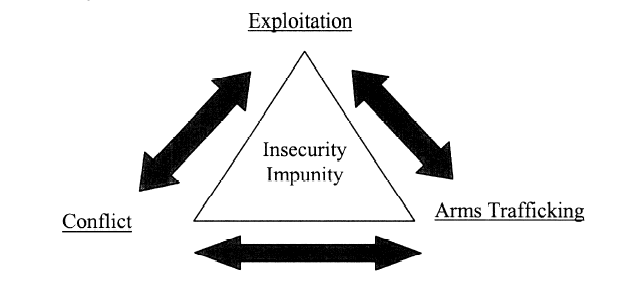 Exploitation
Insecurity
Impunity
Conflict
Arms Trafficking